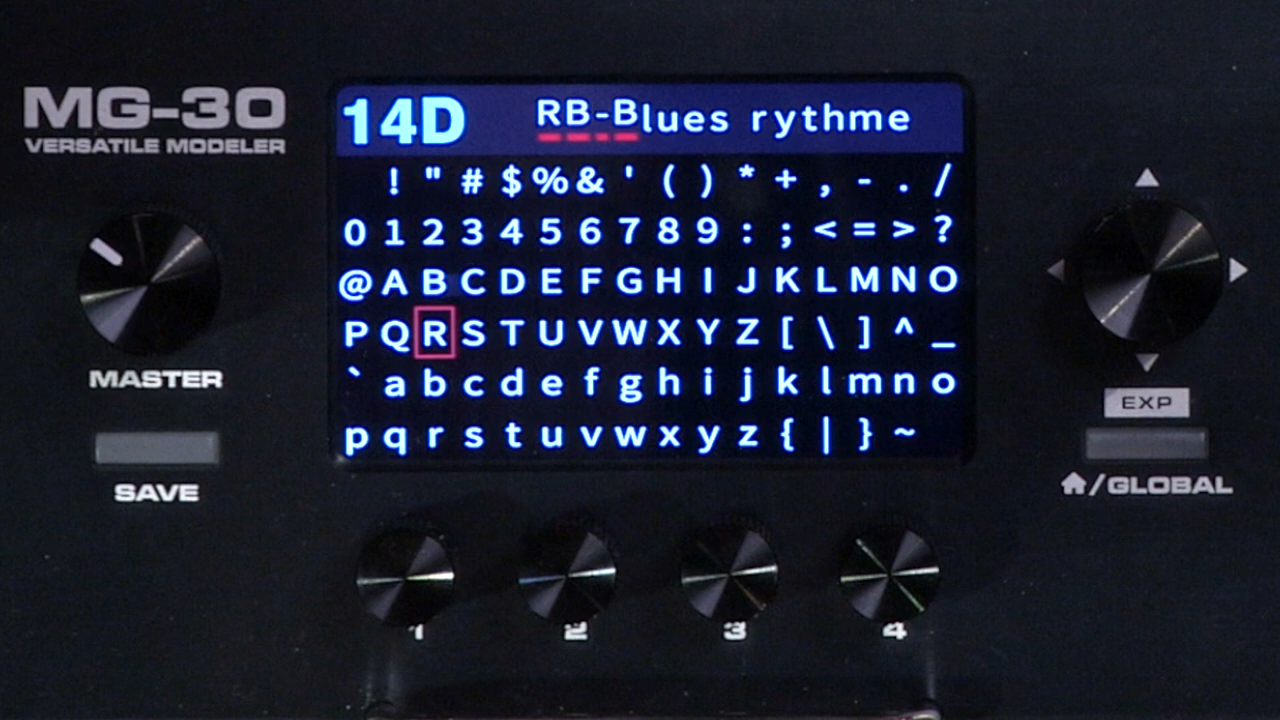 MG-30
VERSATILE MODELER
14D RB-Blues rythme
! " # $ % & ' ( ) * + , - . /
0 1 2 3 4 5 6 7 8 9 : ; < = > ?
@ A B C D E F G H I J K L M N O
P Q R S T U V W X Y Z [ \ ] ^ _
` a b c d e f g h i j k l m n o
p q r s t u v w x y z { | } ~
MASTER
SAVE
EXP
/GLOBAL
1 2 3 4